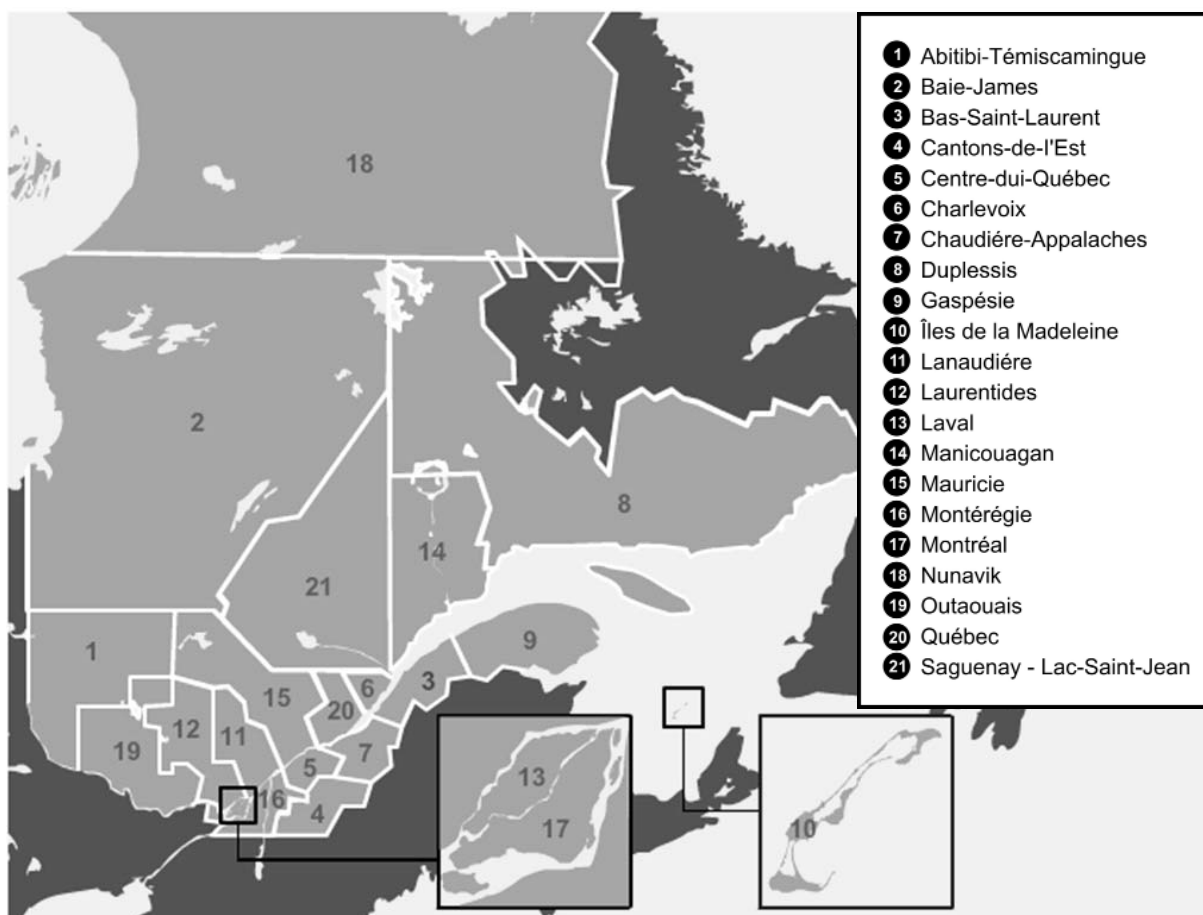 18
2
8
14
21
1
9
3
6
15
20
12
11
19
7
5
16
4
13
17
10
1 Abitibi-Témiscamingue
2 Baie-James
3 Bas-Saint-Laurent
4 Cantons-de-l'Est
5 Centre-dui-Québec
6 Charlevoix
7 Chaudiére-Appalaches
8 Duplessis
9 Gaspésie
10 Îles de la Madeleine
11 Lanaudiére
12 Laurentides
13 Laval
14 Manicouagan
15 Mauricie
16 Montérégie
17 Montréal
18 Nunavik
19 Outaouais
20 Québec
21 Saguenay - Lac-Saint-Jean